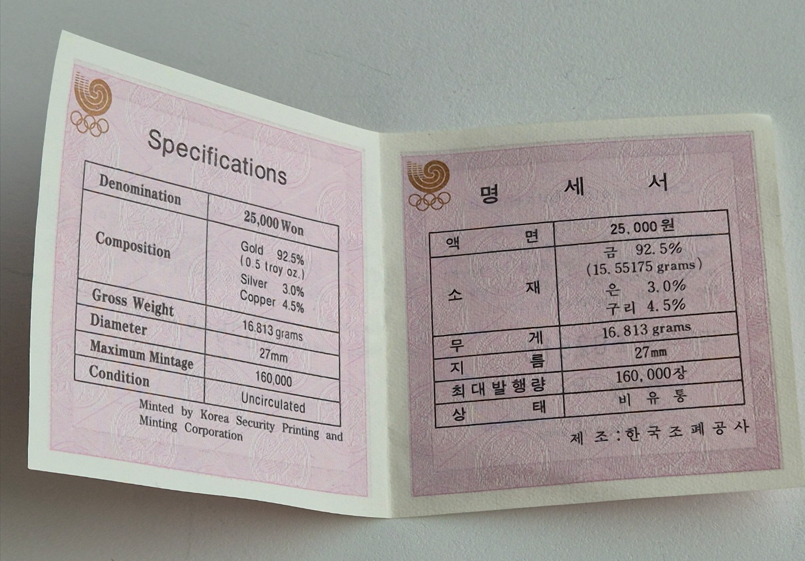 Specifications
Denomination 25,000 Won
Composition Gold 92.5%
(0.5 troy oz.)
Silver 3.0%
Copper 4.5%
Gross Weight 16.813 grams
Diameter 27mm
Maximum Mintage 160,000
Condition Uncirculated
Minted by Korea Security Printing and
Minting Corporation
명 세 서
액 면 25,000원
소 재 금 92.5%
(15.55175 grams)
은 3.0%
구리 4.5%
무 게 16.813 grams
지 름 27mm
최대발행량 160,000장
상 태 비 유 통
제 조 : 한국조폐공사